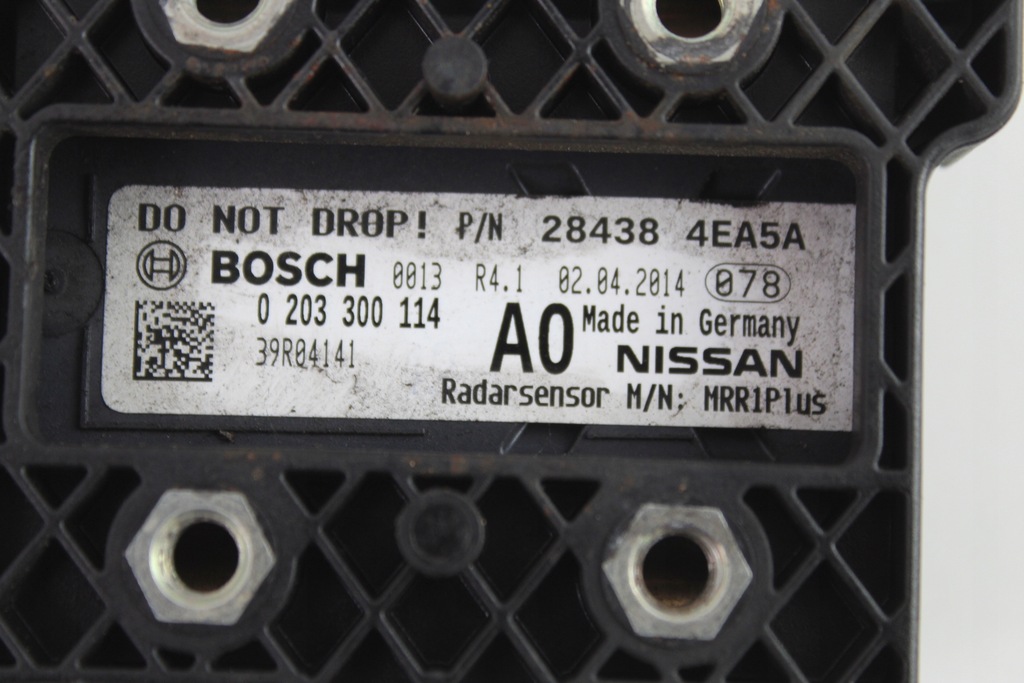 DO NOT DROP! P/N 28438 4EA5A
BOSCH 0013 R4.1 02.04.2014 078
0 203 300 114 A0 Made in Germany
39R04141 NISSAN
Radarsensor M/N: MRR1Plus